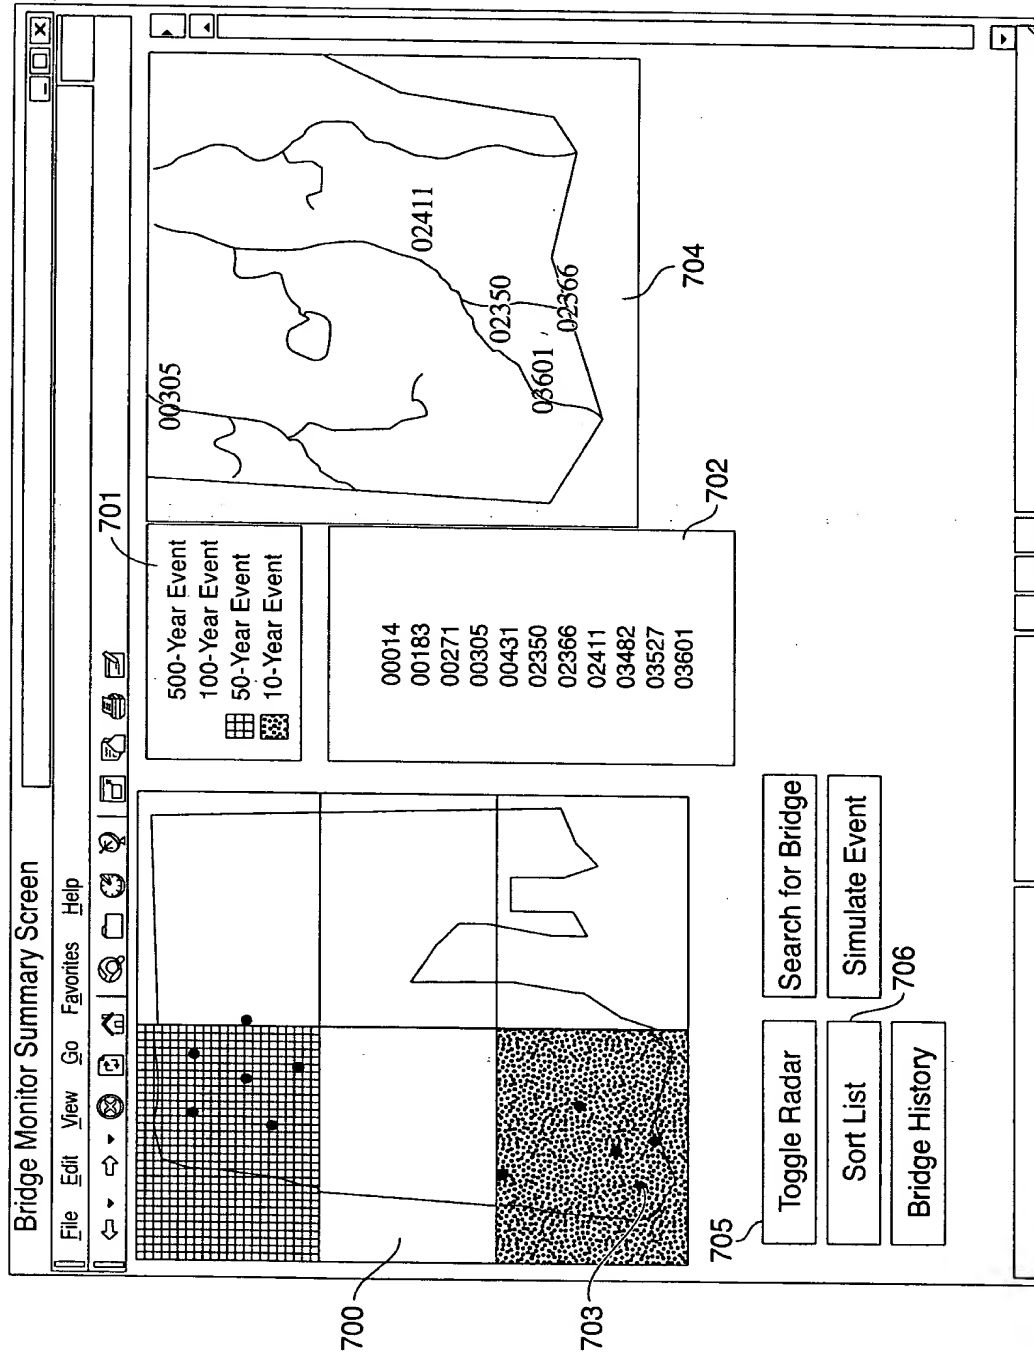 Bridge Monitor Summary Screen
File Edit View Go Favorites Help
700
703
701
500-Year Event
100-Year Event
50-Year Event
10-Year Event
702
00014
00183
00271
00305
00431
02350
02366
02411
03482
03527
03601
00305
02411
02350
03601
02366
704
705
Toggle Radar
Search for Bridge
Sort List
Simulate Event
706
Bridge History